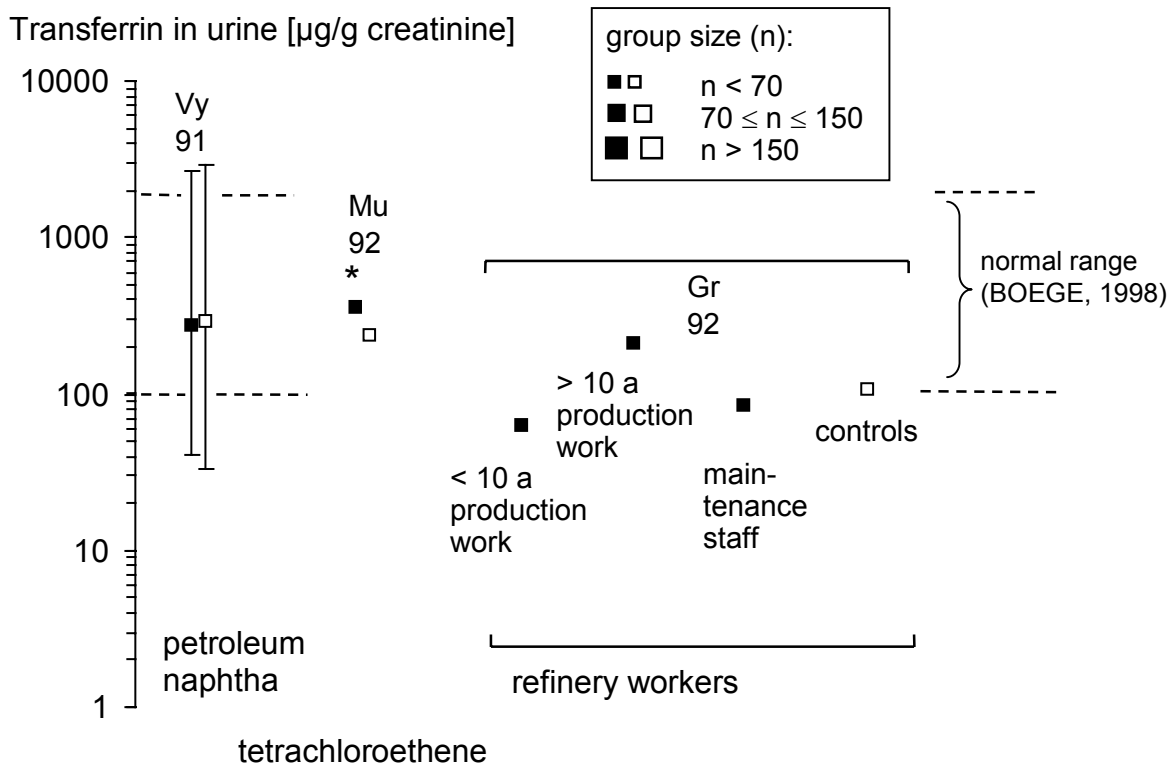 Transferrin in urine [µg/g creatinine]
group size (n):
n < 70
70 ≤ n ≤ 150
n > 150
10000
1000
100
10
1
Vy
91
Mu
92
*
Gr
92
< 10 a
production
work
> 10 a
production
work
main-
tenance
staff
controls
normal range
(BOEGE, 1998)
petroleum
naphtha
tetrachloroethene
refinery workers